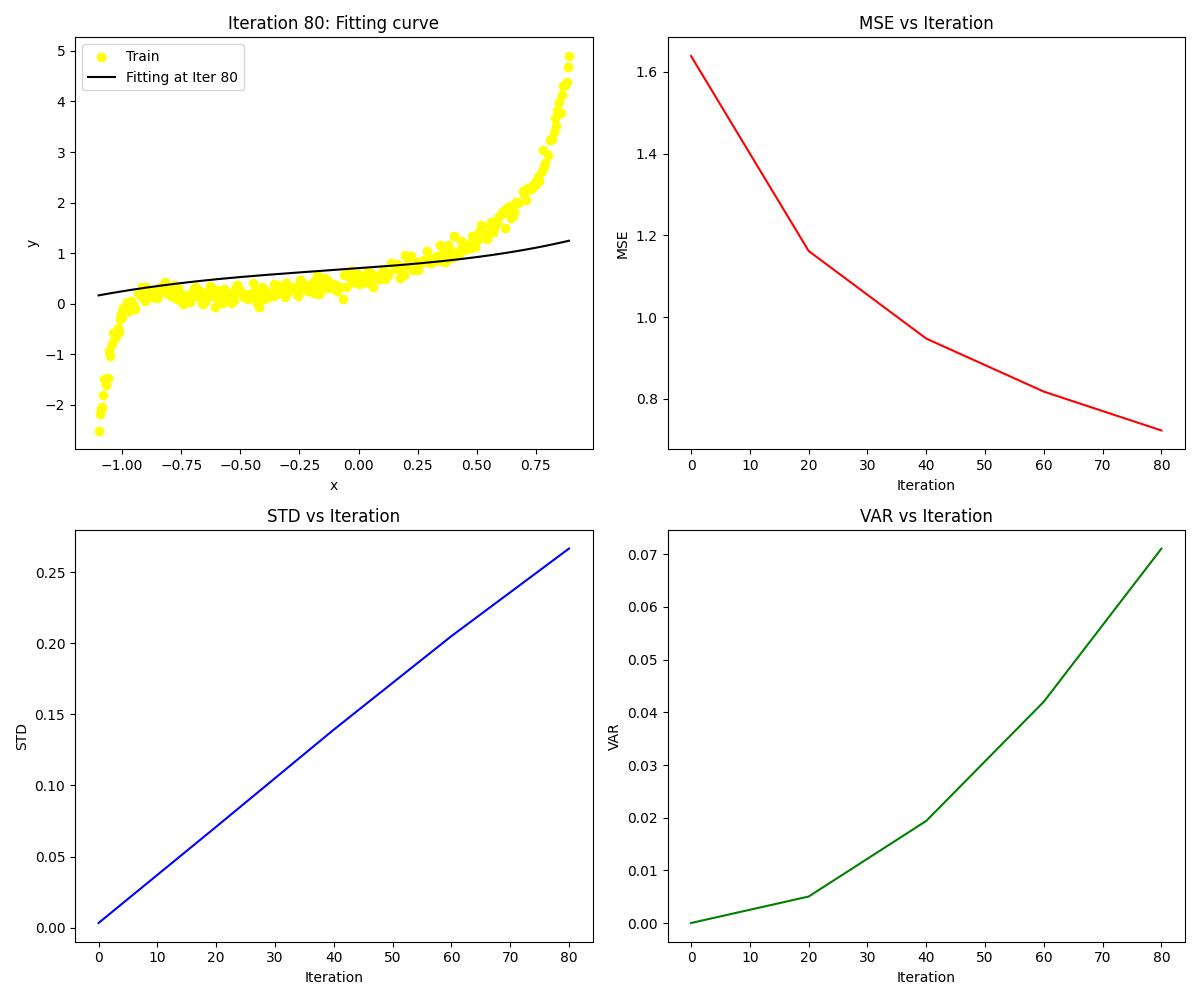 Iteration 80: Fitting curve
Train
Fitting at Iter 80
5
4
3
2
1
0
−1
−2
y
−1.00 −0.75 −0.50 −0.25 0.00 0.25 0.50 0.75
x
MSE vs Iteration
1.6
1.4
1.2
1.0
0.8
MSE
0 10 20 30 40 50 60 70 80
Iteration
STD vs Iteration
0.25
0.20
0.15
0.10
0.05
0.00
STD
0 10 20 30 40 50 60 70 80
Iteration
VAR vs Iteration
0.07
0.06
0.05
0.04
0.03
0.02
0.01
0.00
VAR
0 10 20 30 40 50 60 70 80
Iteration